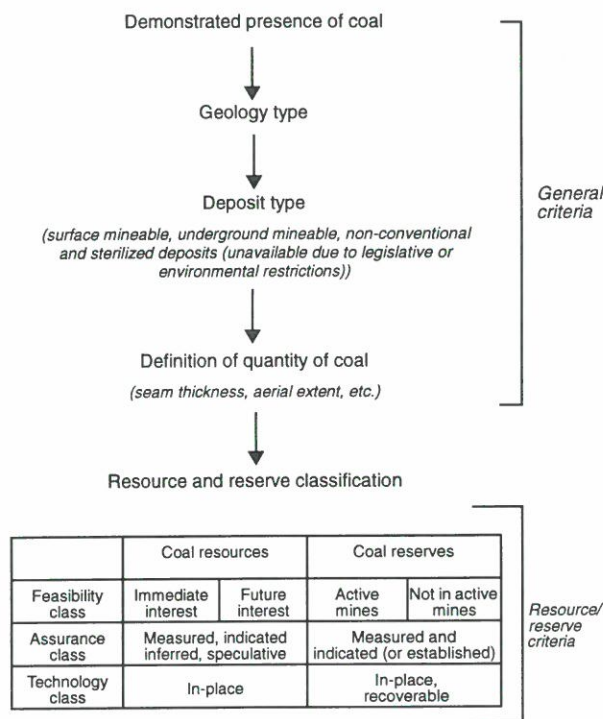 Demonstrated presence of coal
Geology type
Deposit type
(surface mineable, underground mineable, non-conventional
and sterilized deposits (unavailable due to legislative or
environmental restrictions))
General
criteria
Definition of quantity of coal
(seam thickness, aerial extent, etc.)
Resource and reserve classification
Coal resources
Coal reserves
Feasibility
class
Immediate
interest
Future
interest
Active
mines
Not in active
mines
Assurance
class
Measured, indicated
inferred, speculative
Measured and
indicated (or established)
Technology
class
In-place
In-place,
recoverable
Resource/
reserve
criteria